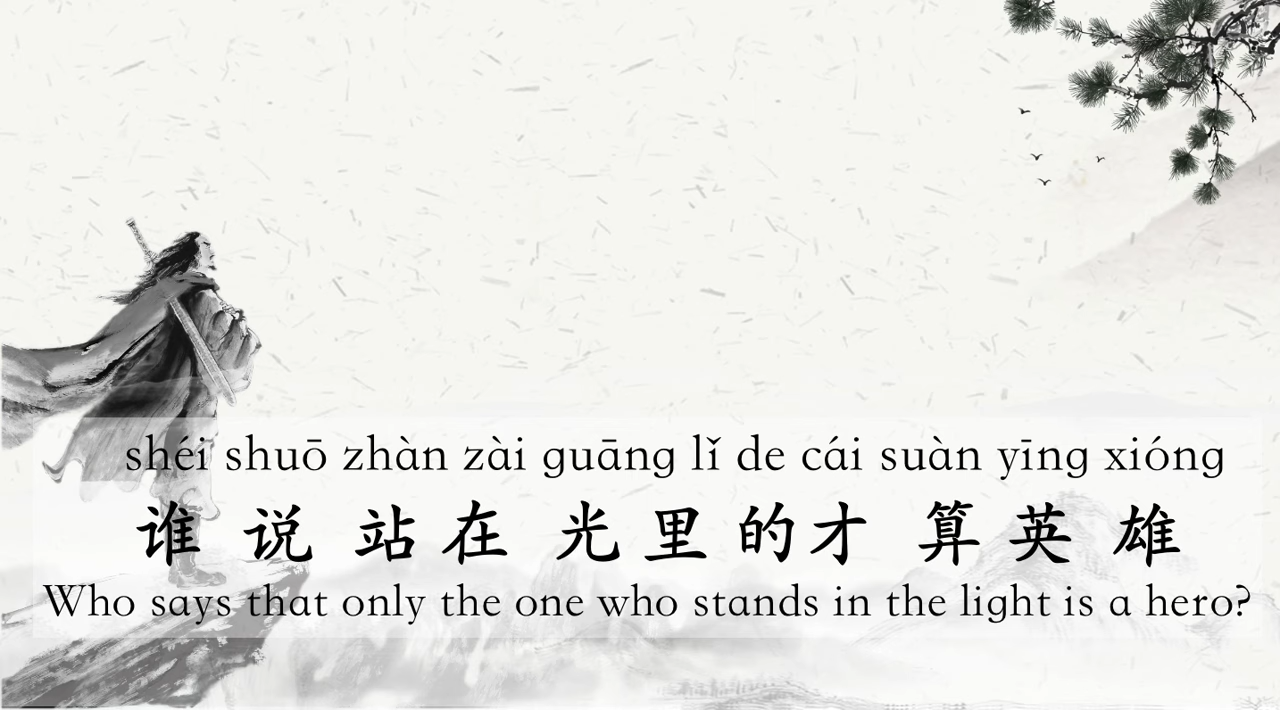 shéi shuō zhàn zài guāng lǐ de cái suàn yīng xióng
谁 说 站 在 光 里 的 才 算 英 雄
Who says that only the one who stands in the light is a hero?